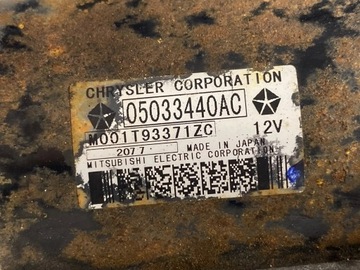 CHRYSLER CORPORATION
05033440AC
M001T93371ZC 12V
2077 MADE IN JAPAN
MITSUBISHI ELECTRIC CORPORATION